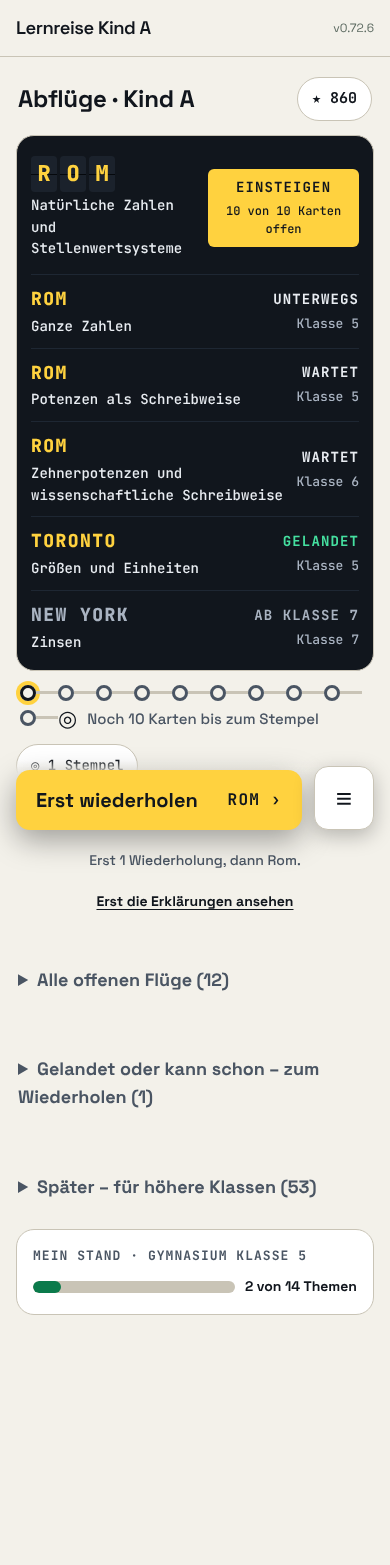 Lernreise Kind A
v0.72.6
Abflüge · Kind A
★ 860
ROM
Natürliche Zahlen
und
Stellenwertsysteme
EINSTEIGEN
10 von 10 Karten
offen
ROM
UNTERWEGS
Ganze Zahlen
Klasse 5
ROM
WARTET
Potenzen als Schreibweise
Klasse 5
ROM
WARTET
Zehnerpotenzen und
wissenschaftliche Schreibweise
Klasse 6
TORONTO
GELANDET
Größen und Einheiten
Klasse 5
NEW YORK
AB KLASSE 7
Zinsen
Klasse 7
◎ Noch 10 Karten bis zum Stempel
◎ 1 Stempel
Erst wiederholen ROM ›
≡
Erst 1 Wiederholung, dann Rom.
Erst die Erklärungen ansehen
▶ Alle offenen Flüge (12)
▶ Gelandet oder kann schon – zum
Wiederholen (1)
▶ Später – für höhere Klassen (53)
MEIN STAND · GYMNASIUM KLASSE 5
2 von 14 Themen